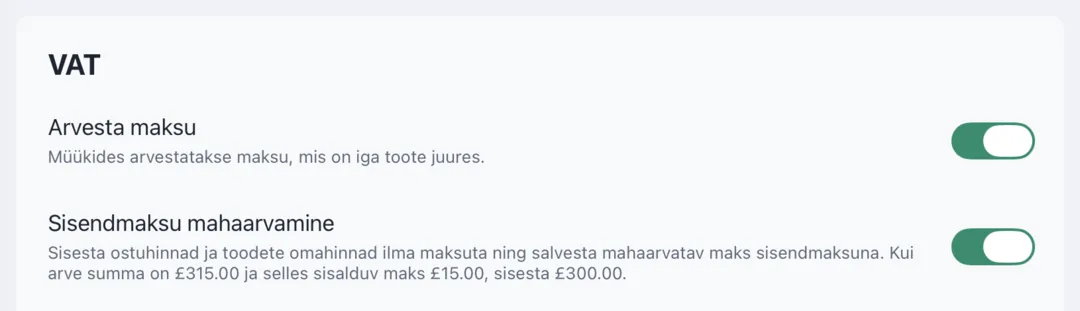 VAT
Arvesta maksu
Müükides arvestatakse maksu, mis on iga toote juures.
Sisendmaksu mahaarvamine
Sisesta ostuhinnad ja toodete omahinnad ilma maksuta ning salvesta mahaarvatav maks sisendmaksuna. Kui
arve summa on £315.00 ja selles sisalduv maks £15.00, sisesta £300.00.